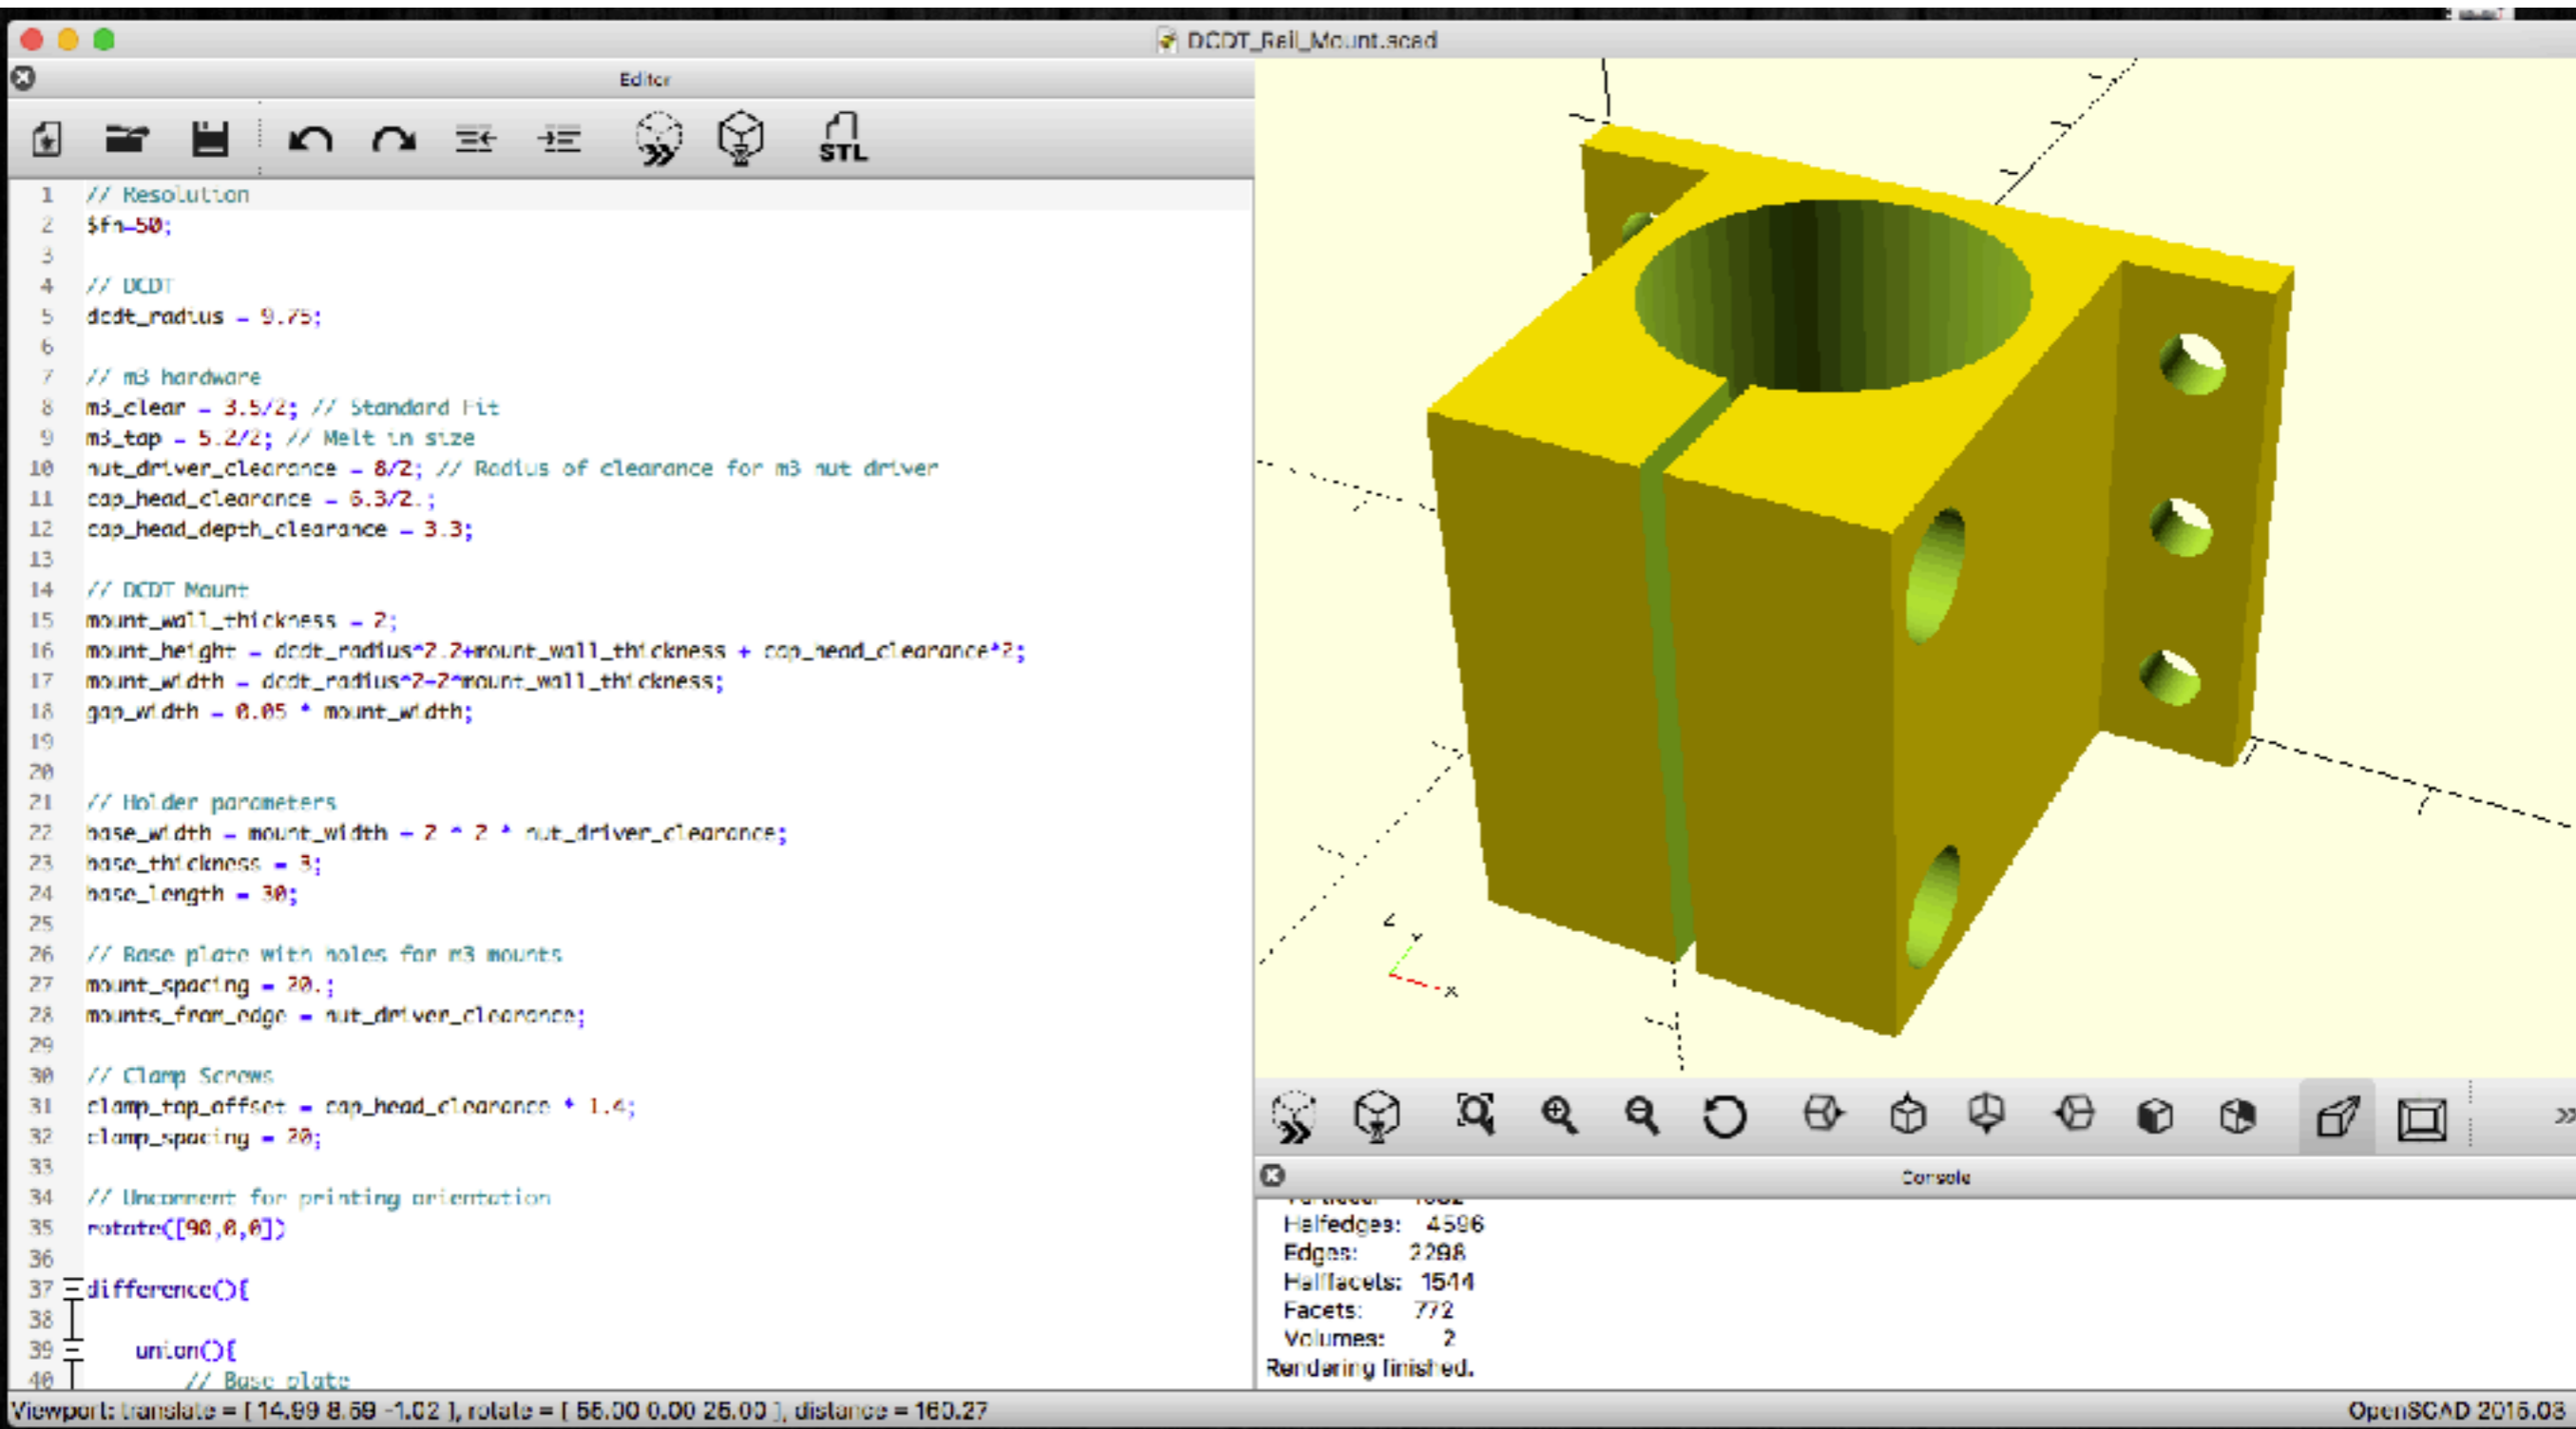 DCDT_Rail_Mount.scad
Editor
STL
1 // Resolution
2 $fn=50;
3
4 // DCDT
5 dcdt_radius = 9.75;
6
7 // m3 hardware
8 m3_clear = 3.5/2; // Standard Fit
9 m3_tap = 5.2/2; // Melt in size
10 nut_driver_clearance = 8/2; // Radius of clearance for m3 nut driver
11 cap_head_clearance = 6.3/2.;
12 cap_head_depth_clearance = 3.3;
13
14 // DCDT Mount
15 mount_wall_thickness = 2;
16 mount_height = dcdt_radius*2.2+mount_wall_thickness + cap_head_clearance*2;
17 mount_width = dcdt_radius*2+2*mount_wall_thickness;
18 gap_width = 0.05 * mount_width;
19
20
21 // Holder parameters
22 base_width = mount_width + 2 * 2 * nut_driver_clearance;
23 base_thickness = 3;
24 base_length = 30;
25
26 // Base plate with holes for m3 mounts
27 mount_spacing = 20.;
28 mounts_from_edge = nut_driver_clearance;
29
30 // Clamp Screws
31 clamp_top_offset = cap_head_clearance * 1.4;
32 clamp_spacing = 20;
33
34 // Uncomment for printing orientation
35 rotate([90,0,0])
36
37 difference(){
38
39 union(){
40 // Base plate
Z
Y
X
Console
Halfedges: 4596
Edges: 2298
Halffacets: 1544
Facets: 772
Volumes: 2
Rendering finished.
Viewport: translate = [ 14.99 8.59 -1.02 ], rotate = [ 55.00 0.00 25.00 ], distance = 160.27
OpenSCAD 2015.03